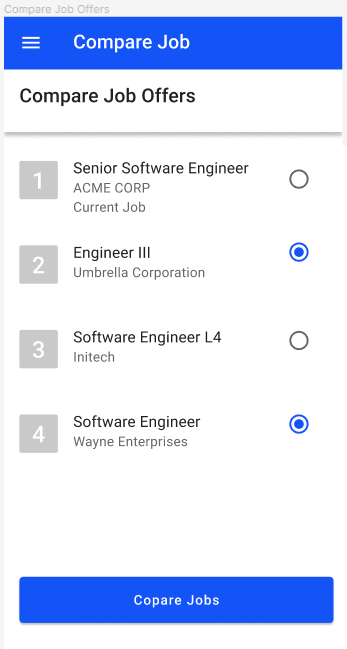 Compare Job Offers
Compare Job
Compare Job Offers
1
Senior Software Engineer
ACME CORP
Current Job
2
Engineer III
Umbrella Corporation
3
Software Engineer L4
Initech
4
Software Engineer
Wayne Enterprises
Copare Jobs